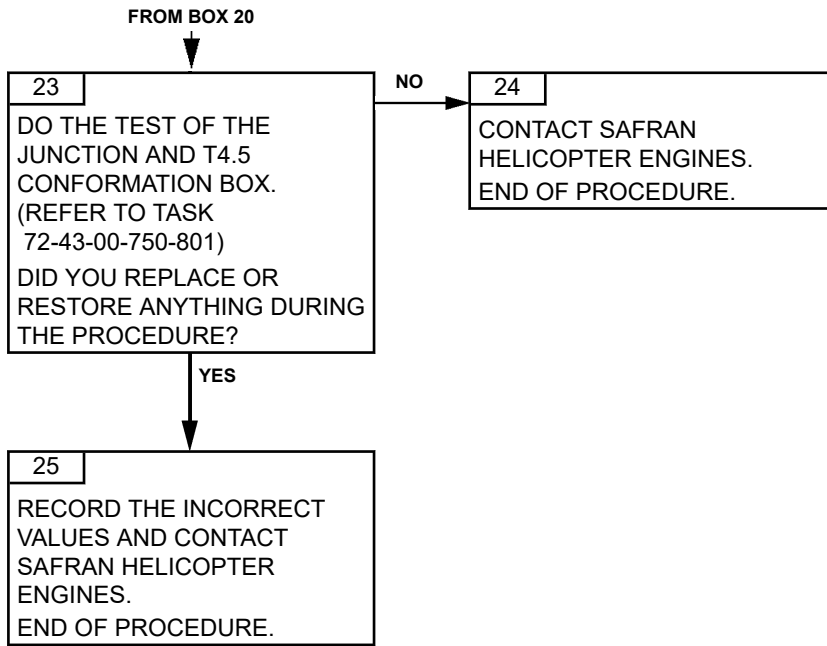 FROM BOX 20
23
DO THE TEST OF THE
JUNCTION AND T4.5
CONFORMATION BOX.
(REFER TO TASK
72-43-00-750-801)
DID YOU REPLACE OR
RESTORE ANYTHING DURING
THE PROCEDURE?
NO
24
CONTACT SAFRAN
HELICOPTER ENGINES.
END OF PROCEDURE.
YES
25
RECORD THE INCORRECT
VALUES AND CONTACT
SAFRAN HELICOPTER
ENGINES.
END OF PROCEDURE.